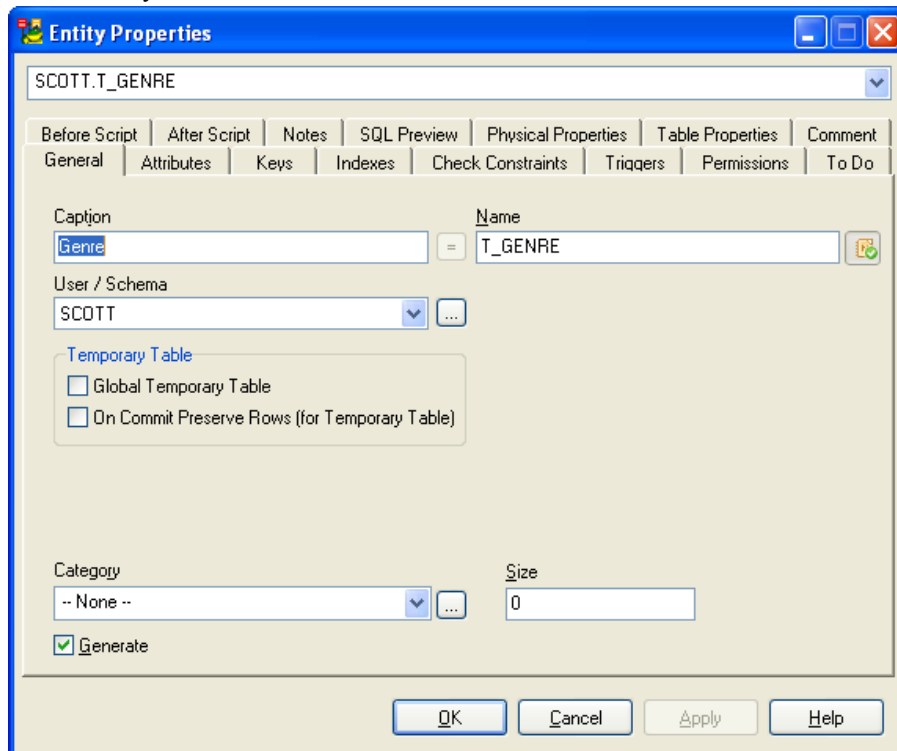 Entity Properties
SCOTT.T_GENRE
Before Script After Script Notes SQL Preview Physical Properties Table Properties Comment
General Attributes Keys Indexes Check Constraints Triggers Permissions To Do
Caption Name
Genre = T_GENRE
User / Schema
SCOTT ...
Temporary Table
Global Temporary Table
On Commit Preserve Rows (for Temporary Table)
Category Size
-- None -- ... 0
Generate
OK Cancel Apply Help